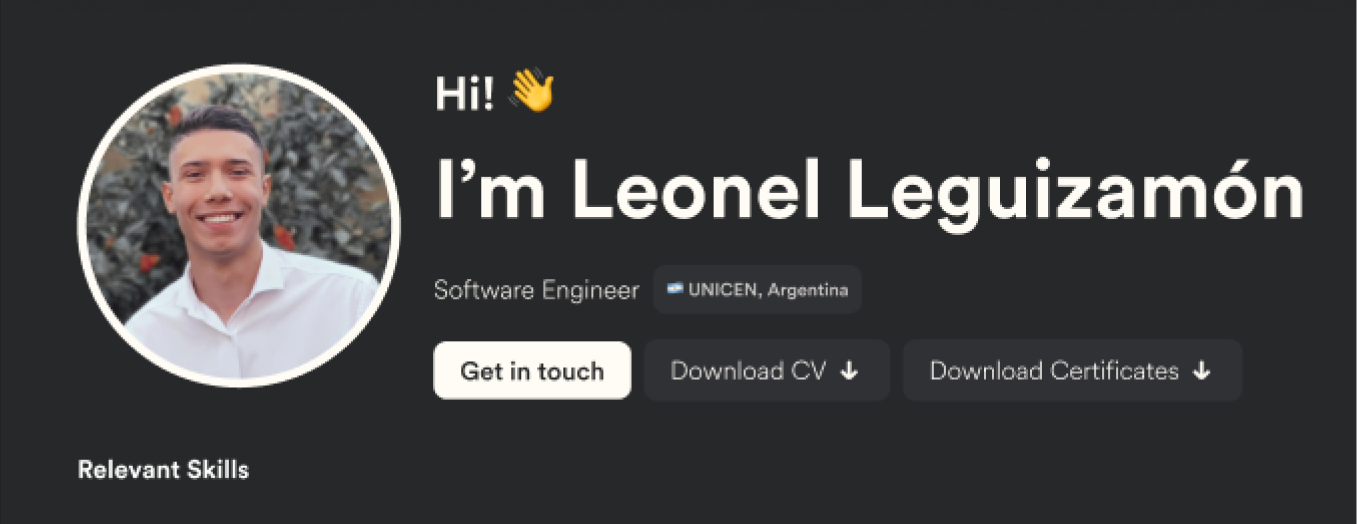 Hi! 👋
I'm Leonel Leguizamón
Software Engineer
UNICEN, Argentina
Get in touch
Download CV ↓
Download Certificates ↓
Relevant Skills